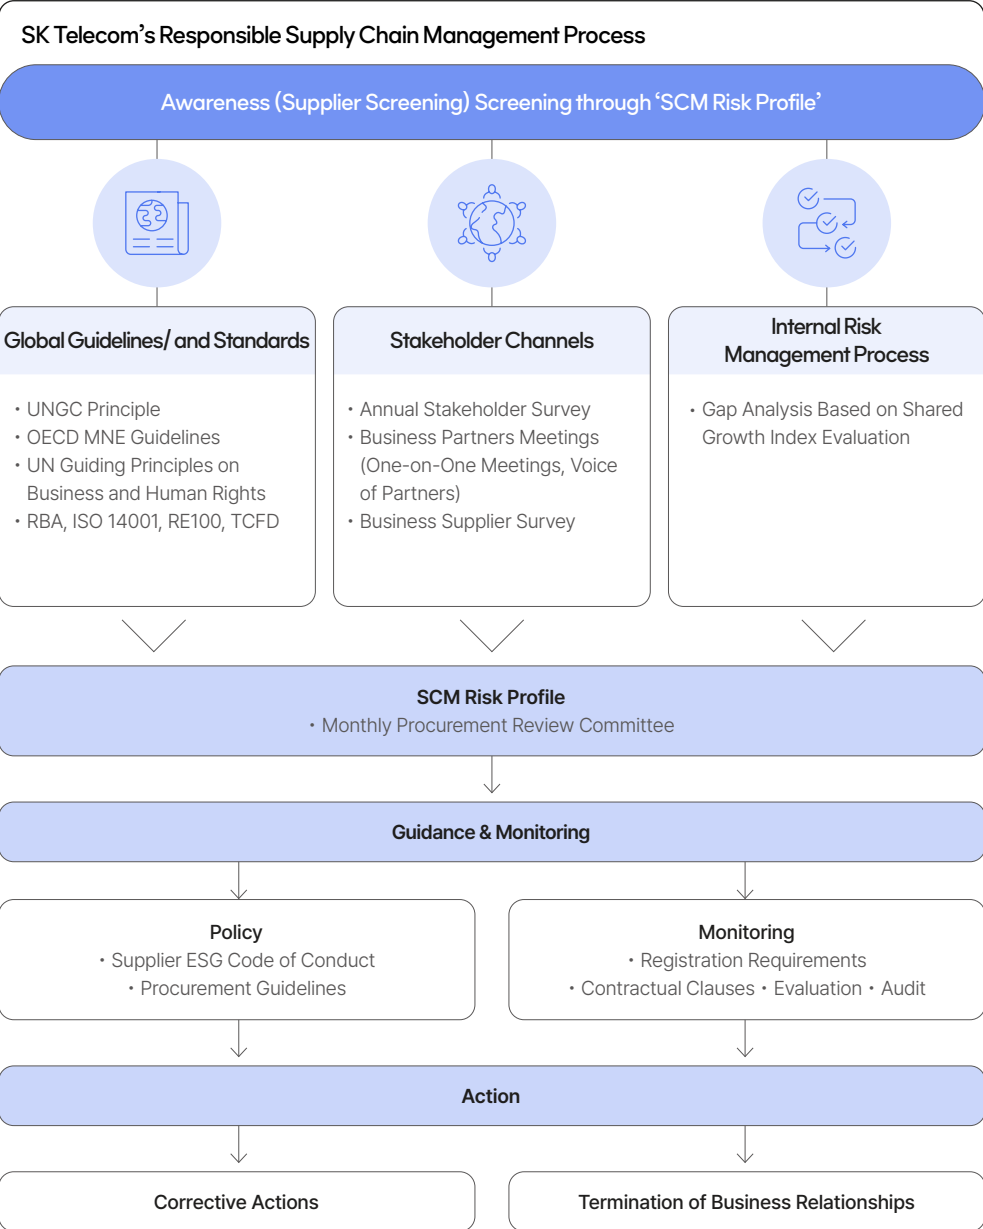 SK Telecom’s Responsible Supply Chain Management Process
Awareness (Supplier Screening) Screening through ‘SCM Risk Profile’
Global Guidelines/ and Standards
• UNGC Principle
• OECD MNE Guidelines
• UN Guiding Principles on
Business and Human Rights
• RBA, ISO 14001, RE100, TCFD
Stakeholder Channels
• Annual Stakeholder Survey
• Business Partners Meetings
(One-on-One Meetings, Voice
of Partners)
• Business Supplier Survey
Internal Risk
Management Process
• Gap Analysis Based on Shared
Growth Index Evaluation
SCM Risk Profile
• Monthly Procurement Review Committee
Guidance & Monitoring
Policy
• Supplier ESG Code of Conduct
• Procurement Guidelines
Monitoring
• Registration Requirements
• Contractual Clauses • Evaluation • Audit
Action
Corrective Actions
Termination of Business Relationships